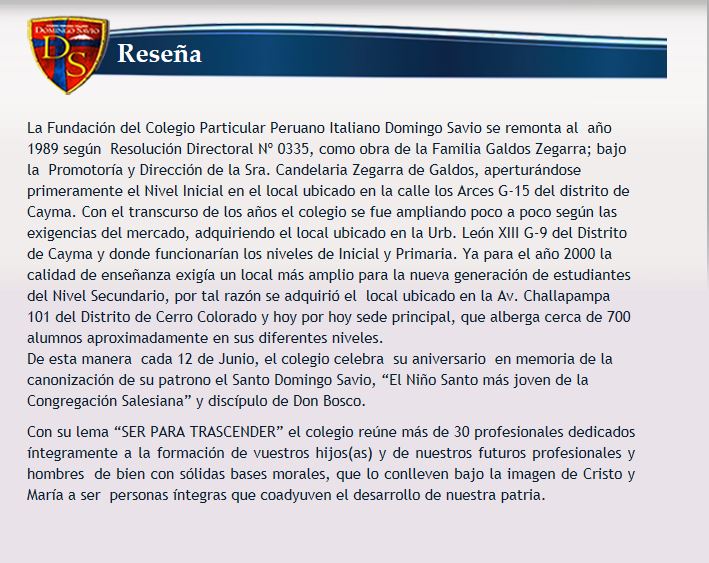 DOMINGO SAVIO
DS
Reseña
La Fundación del Colegio Particular Peruano Italiano Domingo Savio se remonta al año
1989 según Resolución Directoral Nº 0335, como obra de la Familia Galdos Zegarra; bajo
la Promotoría y Dirección de la Sra. Candelaria Zegarra de Galdos, aperturándose
primeramente el Nivel Inicial en el local ubicado en la calle los Arces G-15 del distrito de
Cayma. Con el transcurso de los años el colegio se fue ampliando poco a poco según las
exigencias del mercado, adquiriendo el local ubicado en la Urb. León XIII G-9 del Distrito
de Cayma y donde funcionarían los niveles de Inicial y Primaria. Ya para el año 2000 la
calidad de enseñanza exigía un local más amplio para la nueva generación de estudiantes
del Nivel Secundario, por tal razón se adquirió el local ubicado en la Av. Challapampa
101 del Distrito de Cerro Colorado y hoy por hoy sede principal, que alberga cerca de 700
alumnos aproximadamente en sus diferentes niveles.
De esta manera cada 12 de Junio, el colegio celebra su aniversario en memoria de la
canonización de su patrono el Santo Domingo Savio, “El Niño Santo más joven de la
Congregación Salesiana” y discípulo de Don Bosco.
Con su lema “SER PARA TRASCENDER” el colegio reúne más de 30 profesionales dedicados
íntegramente a la formación de vuestros hijos(as) y de nuestros futuros profesionales y
hombres de bien con sólidas bases morales, que lo conlleven bajo la imagen de Cristo y
María a ser personas íntegras que coadyuven el desarrollo de nuestra patria.